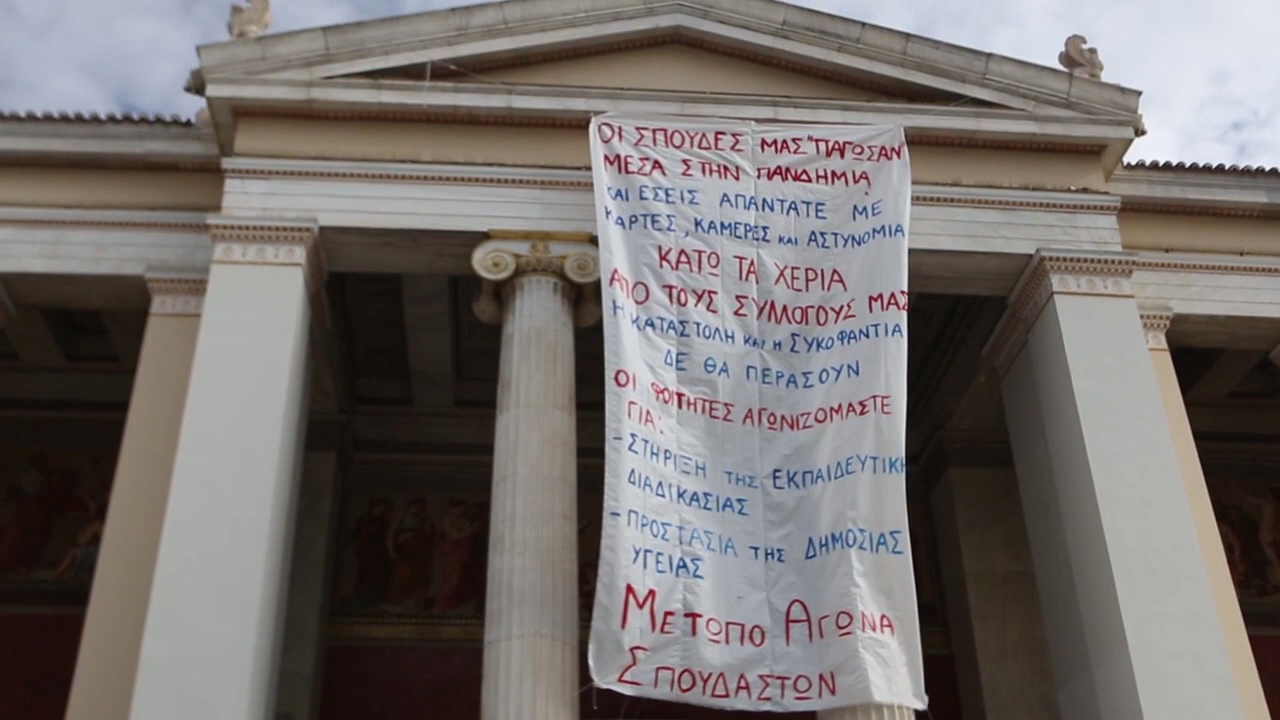 ΟΙ ΣΠΟΥΔΕΣ ΜΑΣ "ΠΑΓΩΣΑΝ
ΜΕΣΑ ΣΤΗΝ ΠΑΝΔΗΜΙΑ
ΚΑΙ ΕΣΕΙΣ ΑΠΑΝΤΑΤΕ ΜΕ
ΚΑΡΤΕΣ, ΚΑΜΕΡΕΣ και ΑΣΤΥΝΟΜΙΑ
ΚΑΤΩ ΤΑ ΧΕΡΙΑ
ΑΠΟ ΤΟΥΣ ΣΥΛΛΟΓΟΥΣ ΜΑΣ
Η ΚΑΤΑΣΤΟΛΗ και η ΣΥΚΟΦΑΝΤΙΑ
ΔΕ ΘΑ ΠΕΡΑΣΟΥΝ
ΟΙ ΦΟΙΤΗΤΕΣ ΑΓΩΝΙΖΟΜΑΣΤΕ
ΓΙΑ:
-ΣΤΗΡΙΞΗ ΤΗΣ ΕΚΠΑΙΔΕΥΤΙΚΗ
ΔΙΑΔΙΚΑΣΙΑΣ
-ΠΡΟΣΤΑΣΙΑ ΤΗΣ ΔΗΜΟΣΙΑΣ
ΥΓΕΙΑΣ
ΜΕΤΩΠΟ ΑΓΩΝΑ
ΣΠΟΥΔΑΣΤΩΝ